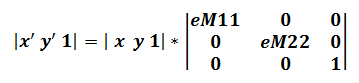 |x′ y′ 1| = | x y 1| * |eM11 0 0|
|0 eM22 0|
|0 0 1|